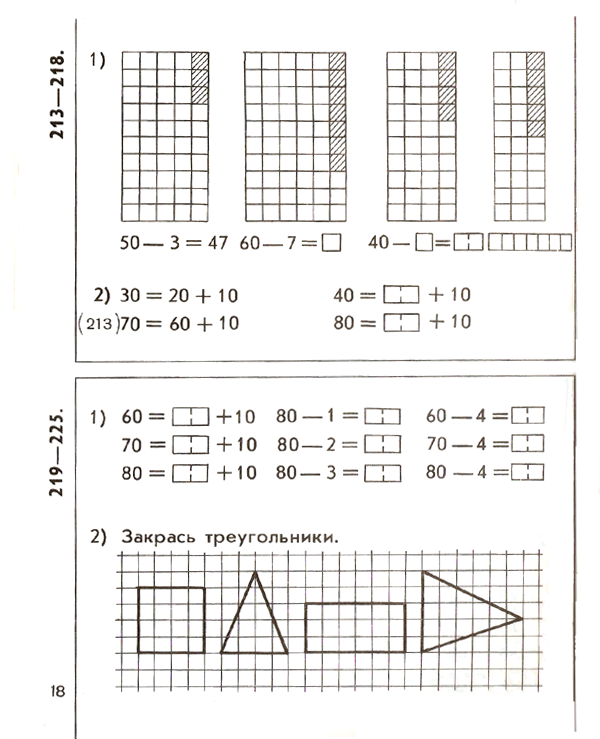 213—218.
1)
50 — 3 = 47 60 — 7 = □ 40 — □ = □ □
2) 30 = 20 + 10 40 = □ + 10
(213) 70 = 60 + 10 80 = □ + 10
219—225.
1) 60 = □ + 10 80 — 1 = □ 60 — 4 = □
70 = □ + 10 80 — 2 = □ 70 — 4 = □
80 = □ + 10 80 — 3 = □ 80 — 4 = □
2) Закрась треугольники.
18